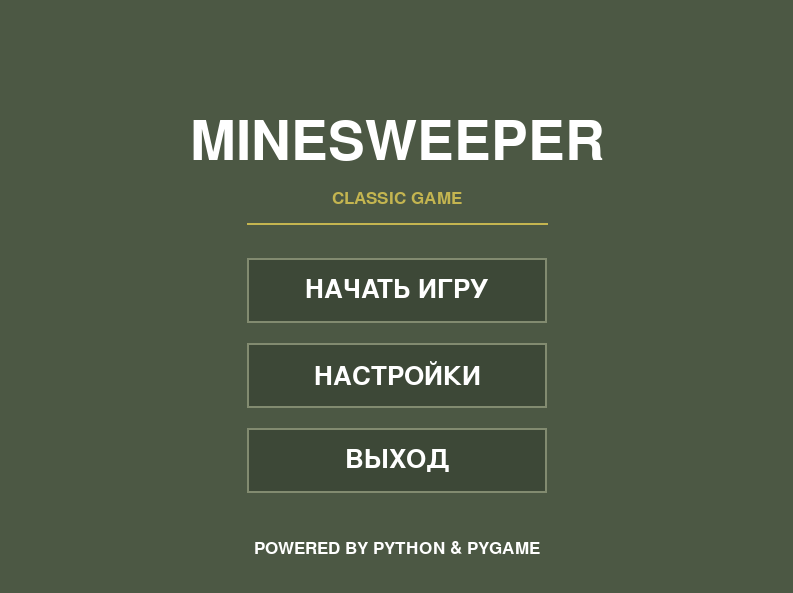 MINESWEEPER
CLASSIC GAME
НАЧАТЬ ИГРУ
НАСТРОЙКИ
ВЫХОД
POWERED BY PYTHON & PYGAME